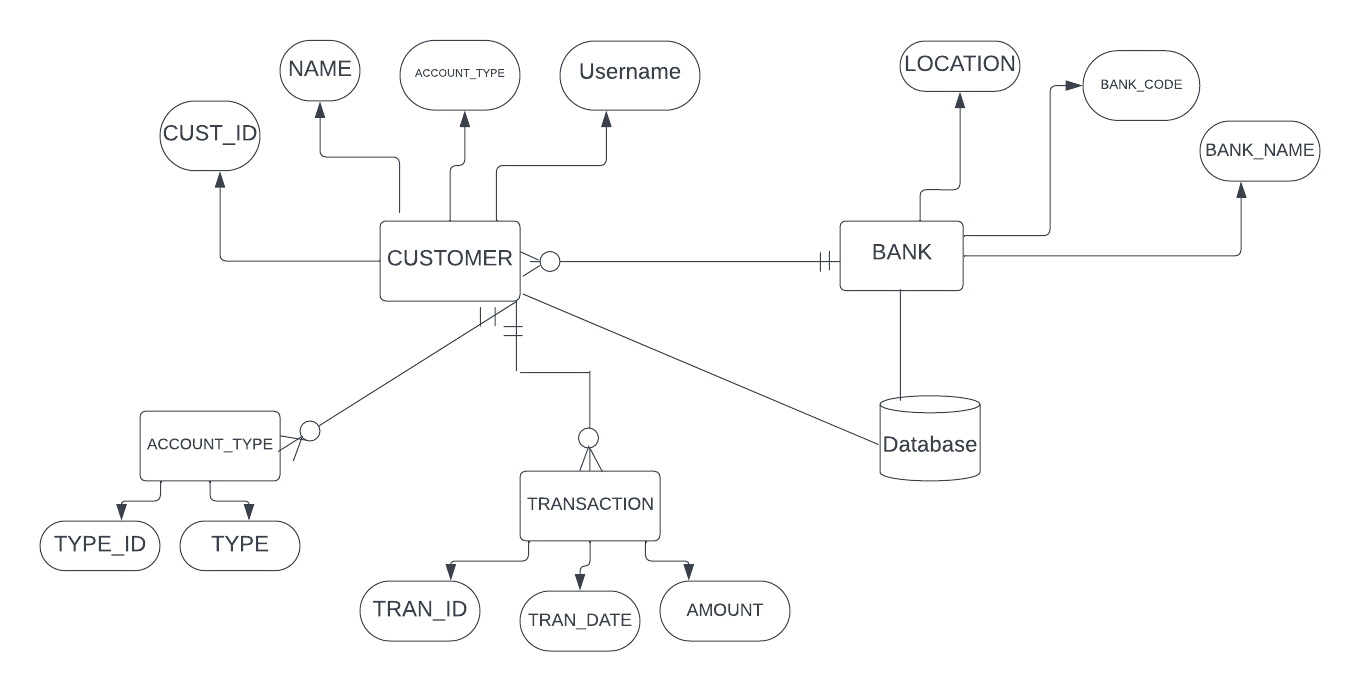 NAME
ACCOUNT_TYPE
Username
LOCATION
BANK_CODE
CUST_ID
BANK_NAME
CUSTOMER
BANK
ACCOUNT_TYPE
Database
TRANSACTION
TYPE_ID
TYPE
TRAN_ID
TRAN_DATE
AMOUNT